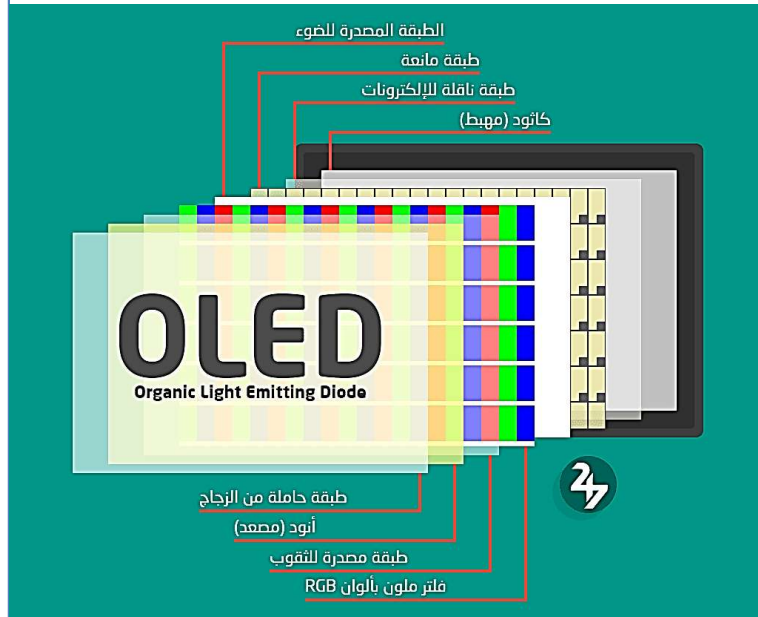 الطبقة المصدرة للضوء
طبقة مانعة
طبقة ناقلة للإلكترونات
كاثود (مهبط)
OLED
Organic Light Emitting Diode
24
طبقة حاملة من الزجاج
أنود (مصعد)
طبقة مصدرة للثقوب
فلتر ملون بألوان RGB